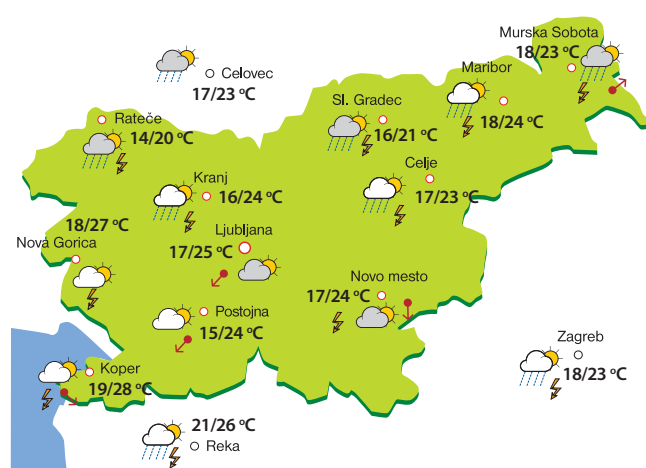 Murska Sobota
18/23 °C
Maribor
18/24 °C
Celovec
17/23 °C
Sl. Gradec
16/21 °C
Rateče
14/20 °C
Celje
17/23 °C
Kranj
16/24 °C
18/27 °C
Nova Gorica
Ljubljana
17/25 °C
Novo mesto
17/24 °C
Postojna
15/24 °C
Zagreb
18/23 °C
Koper
19/28 °C
21/26 °C
Reka